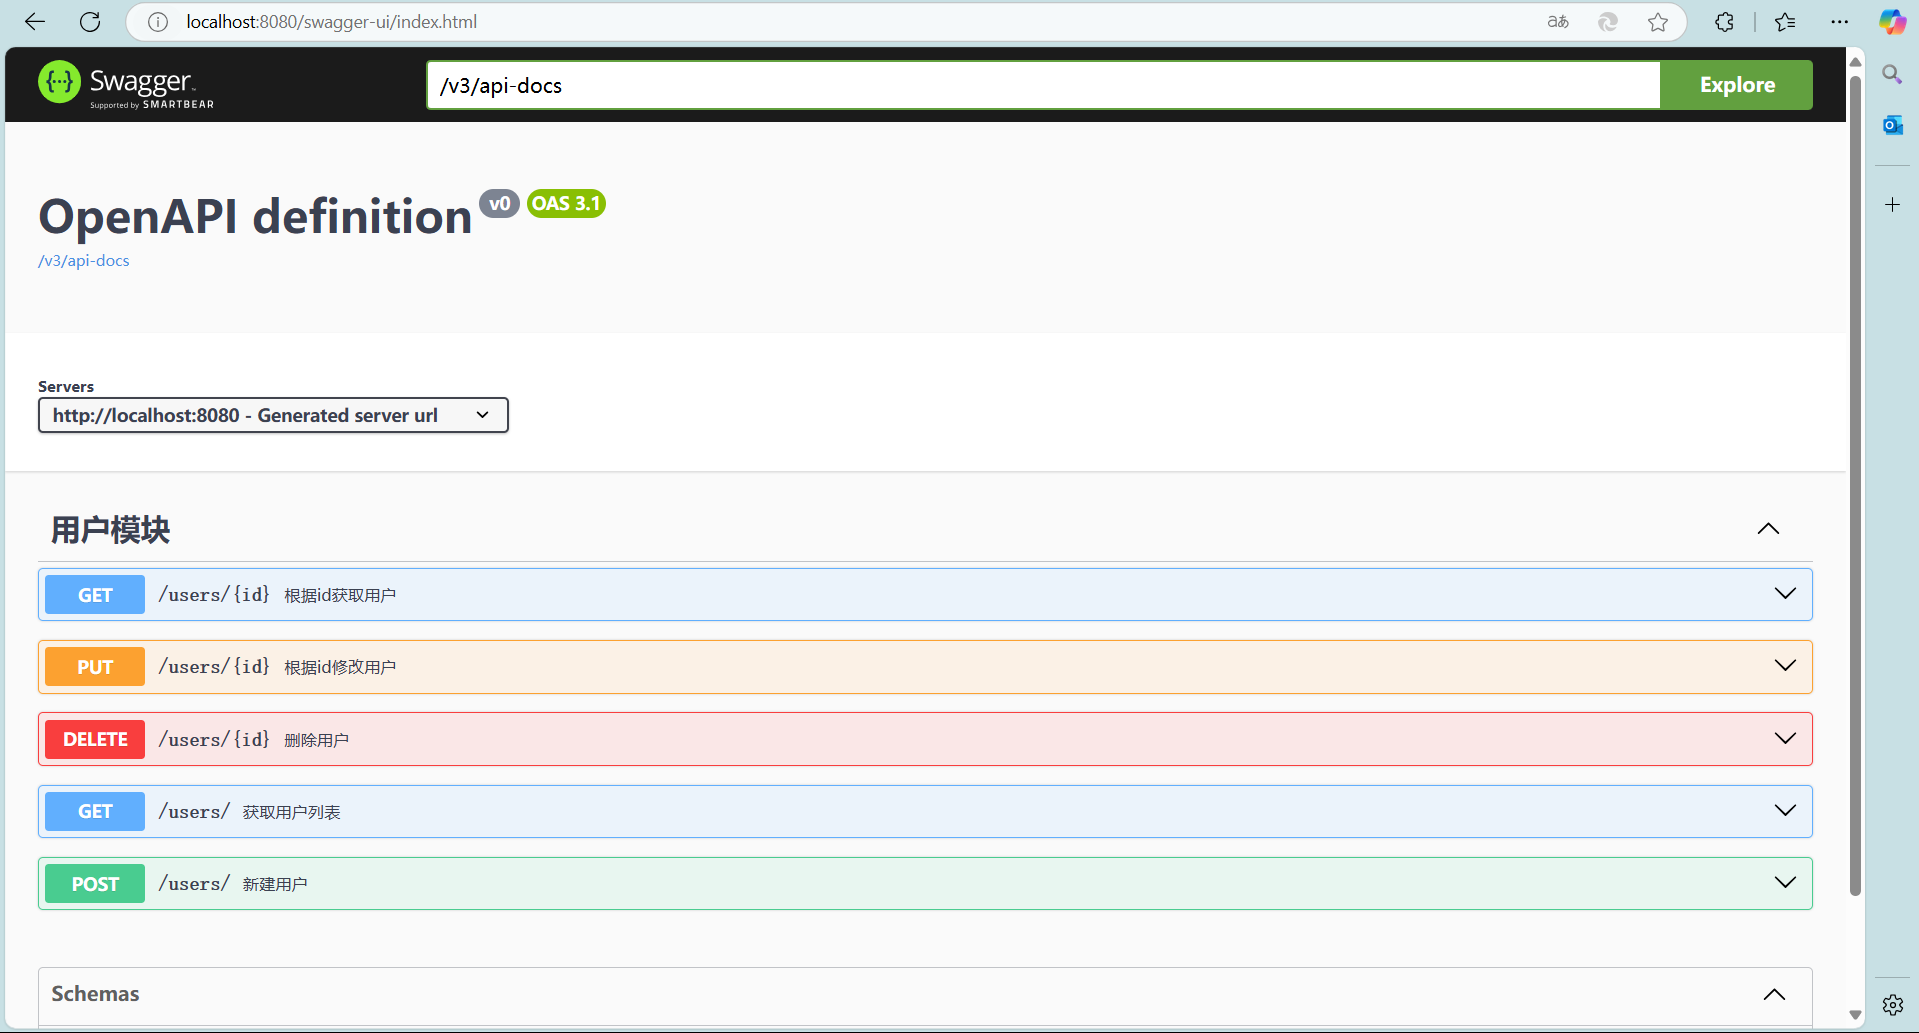 localhost:8080/swagger-ui/index.html
aあ
{···} Swagger
Supported by SMARTBEAR
/v3/api-docs
Explore
OpenAPI definition v0 OAS 3.1
/v3/api-docs
Servers
http://localhost:8080 - Generated server url
用户模块
GET /users/{id} 根据id获取用户
PUT /users/{id} 根据id修改用户
DELETE /users/{id} 删除用户
GET /users/ 获取用户列表
POST /users/ 新建用户
Schemas